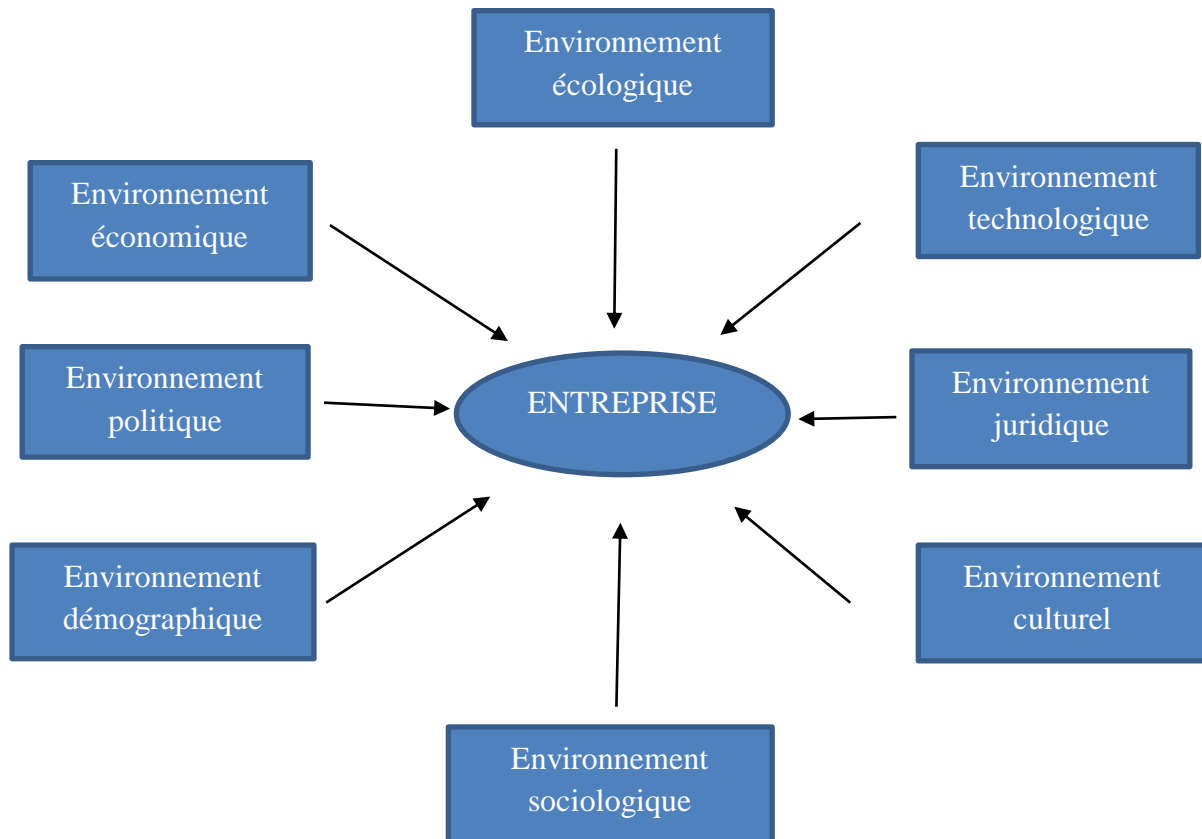 Environnement
écologique
Environnement
économique
Environnement
technologique
Environnement
politique
ENTREPRISE
Environnement
juridique
Environnement
démographique
Environnement
culturel
Environnement
sociologique